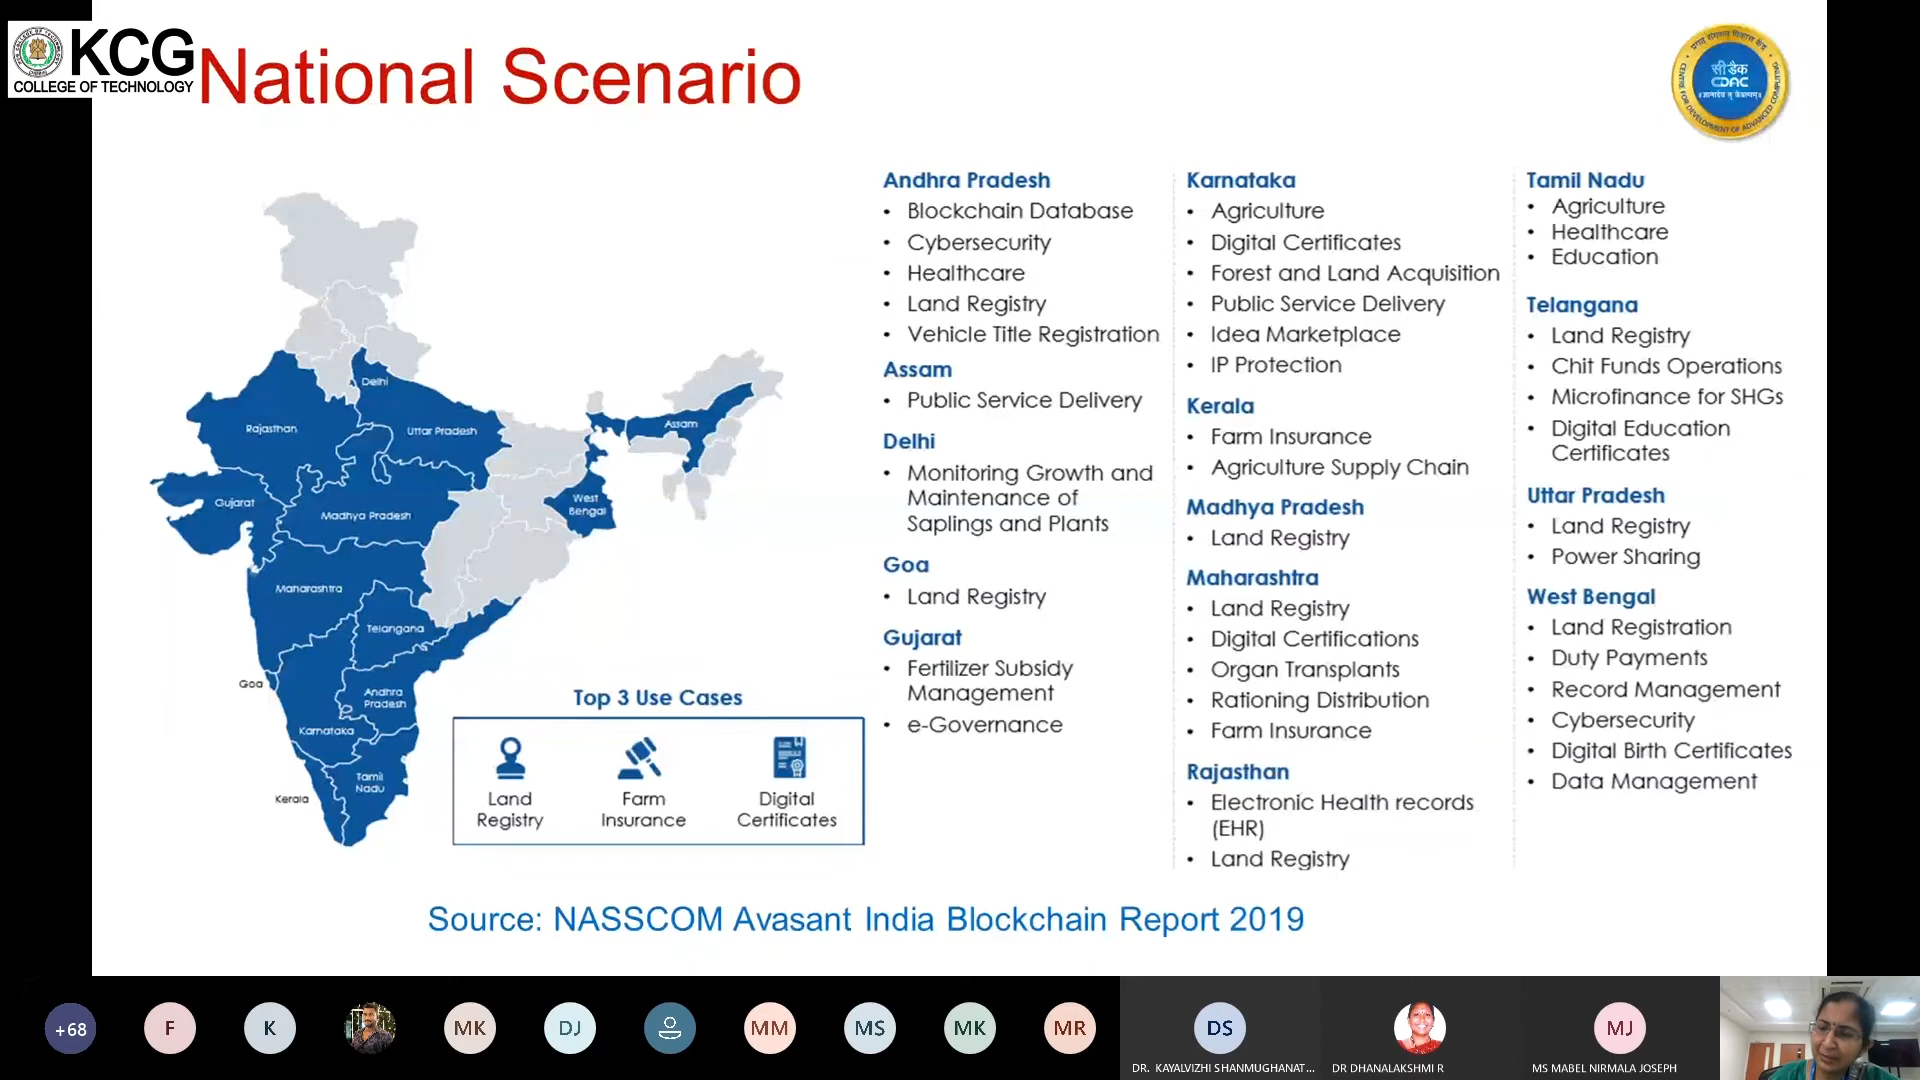 KCG
COLLEGE OF TECHNOLOGY
National Scenario
प्रगत संगणन विकास केंद्र
सी डैक
CDAC
CENTRE FOR DEVELOPMENT OF ADVANCED COMPUTING
Delhi
Rajasthan
Uttar Pradesh
Assam
Gujarat
Madhya Pradesh
West
Bengal
Maharashtra
Telangana
Goa
Andhra
Pradesh
Karnataka
Tamil
Nadu
Kerala
Top 3 Use Cases
Land
Registry
Farm
Insurance
Digital
Certificates
Andhra Pradesh
• Blockchain Database
• Cybersecurity
• Healthcare
• Land Registry
• Vehicle Title Registration
Assam
• Public Service Delivery
Delhi
• Monitoring Growth and
Maintenance of
Saplings and Plants
Goa
• Land Registry
Gujarat
• Fertilizer Subsidy
Management
• e-Governance
Karnataka
• Agriculture
• Digital Certificates
• Forest and Land Acquisition
• Public Service Delivery
• Idea Marketplace
• IP Protection
Kerala
• Farm Insurance
• Agriculture Supply Chain
Madhya Pradesh
• Land Registry
Maharashtra
• Land Registry
• Digital Certifications
• Organ Transplants
• Rationing Distribution
• Farm Insurance
Rajasthan
• Electronic Health records
(EHR)
• Land Registry
Tamil Nadu
• Agriculture
• Healthcare
• Education
Telangana
• Land Registry
• Chit Funds Operations
• Microfinance for SHGs
• Digital Education
Certificates
Uttar Pradesh
• Land Registry
• Power Sharing
West Bengal
• Land Registration
• Duty Payments
• Record Management
• Cybersecurity
• Digital Birth Certificates
• Data Management
Source: NASSCOM Avasant India Blockchain Report 2019
+68
F
K
MK
DJ
MM
MS
MK
MR
DS
MJ
DR. KAYALVIZHI SHANMUGHANAT...
DR DHANALAKSHMI R
MS MABEL NIRMALA JOSEPH